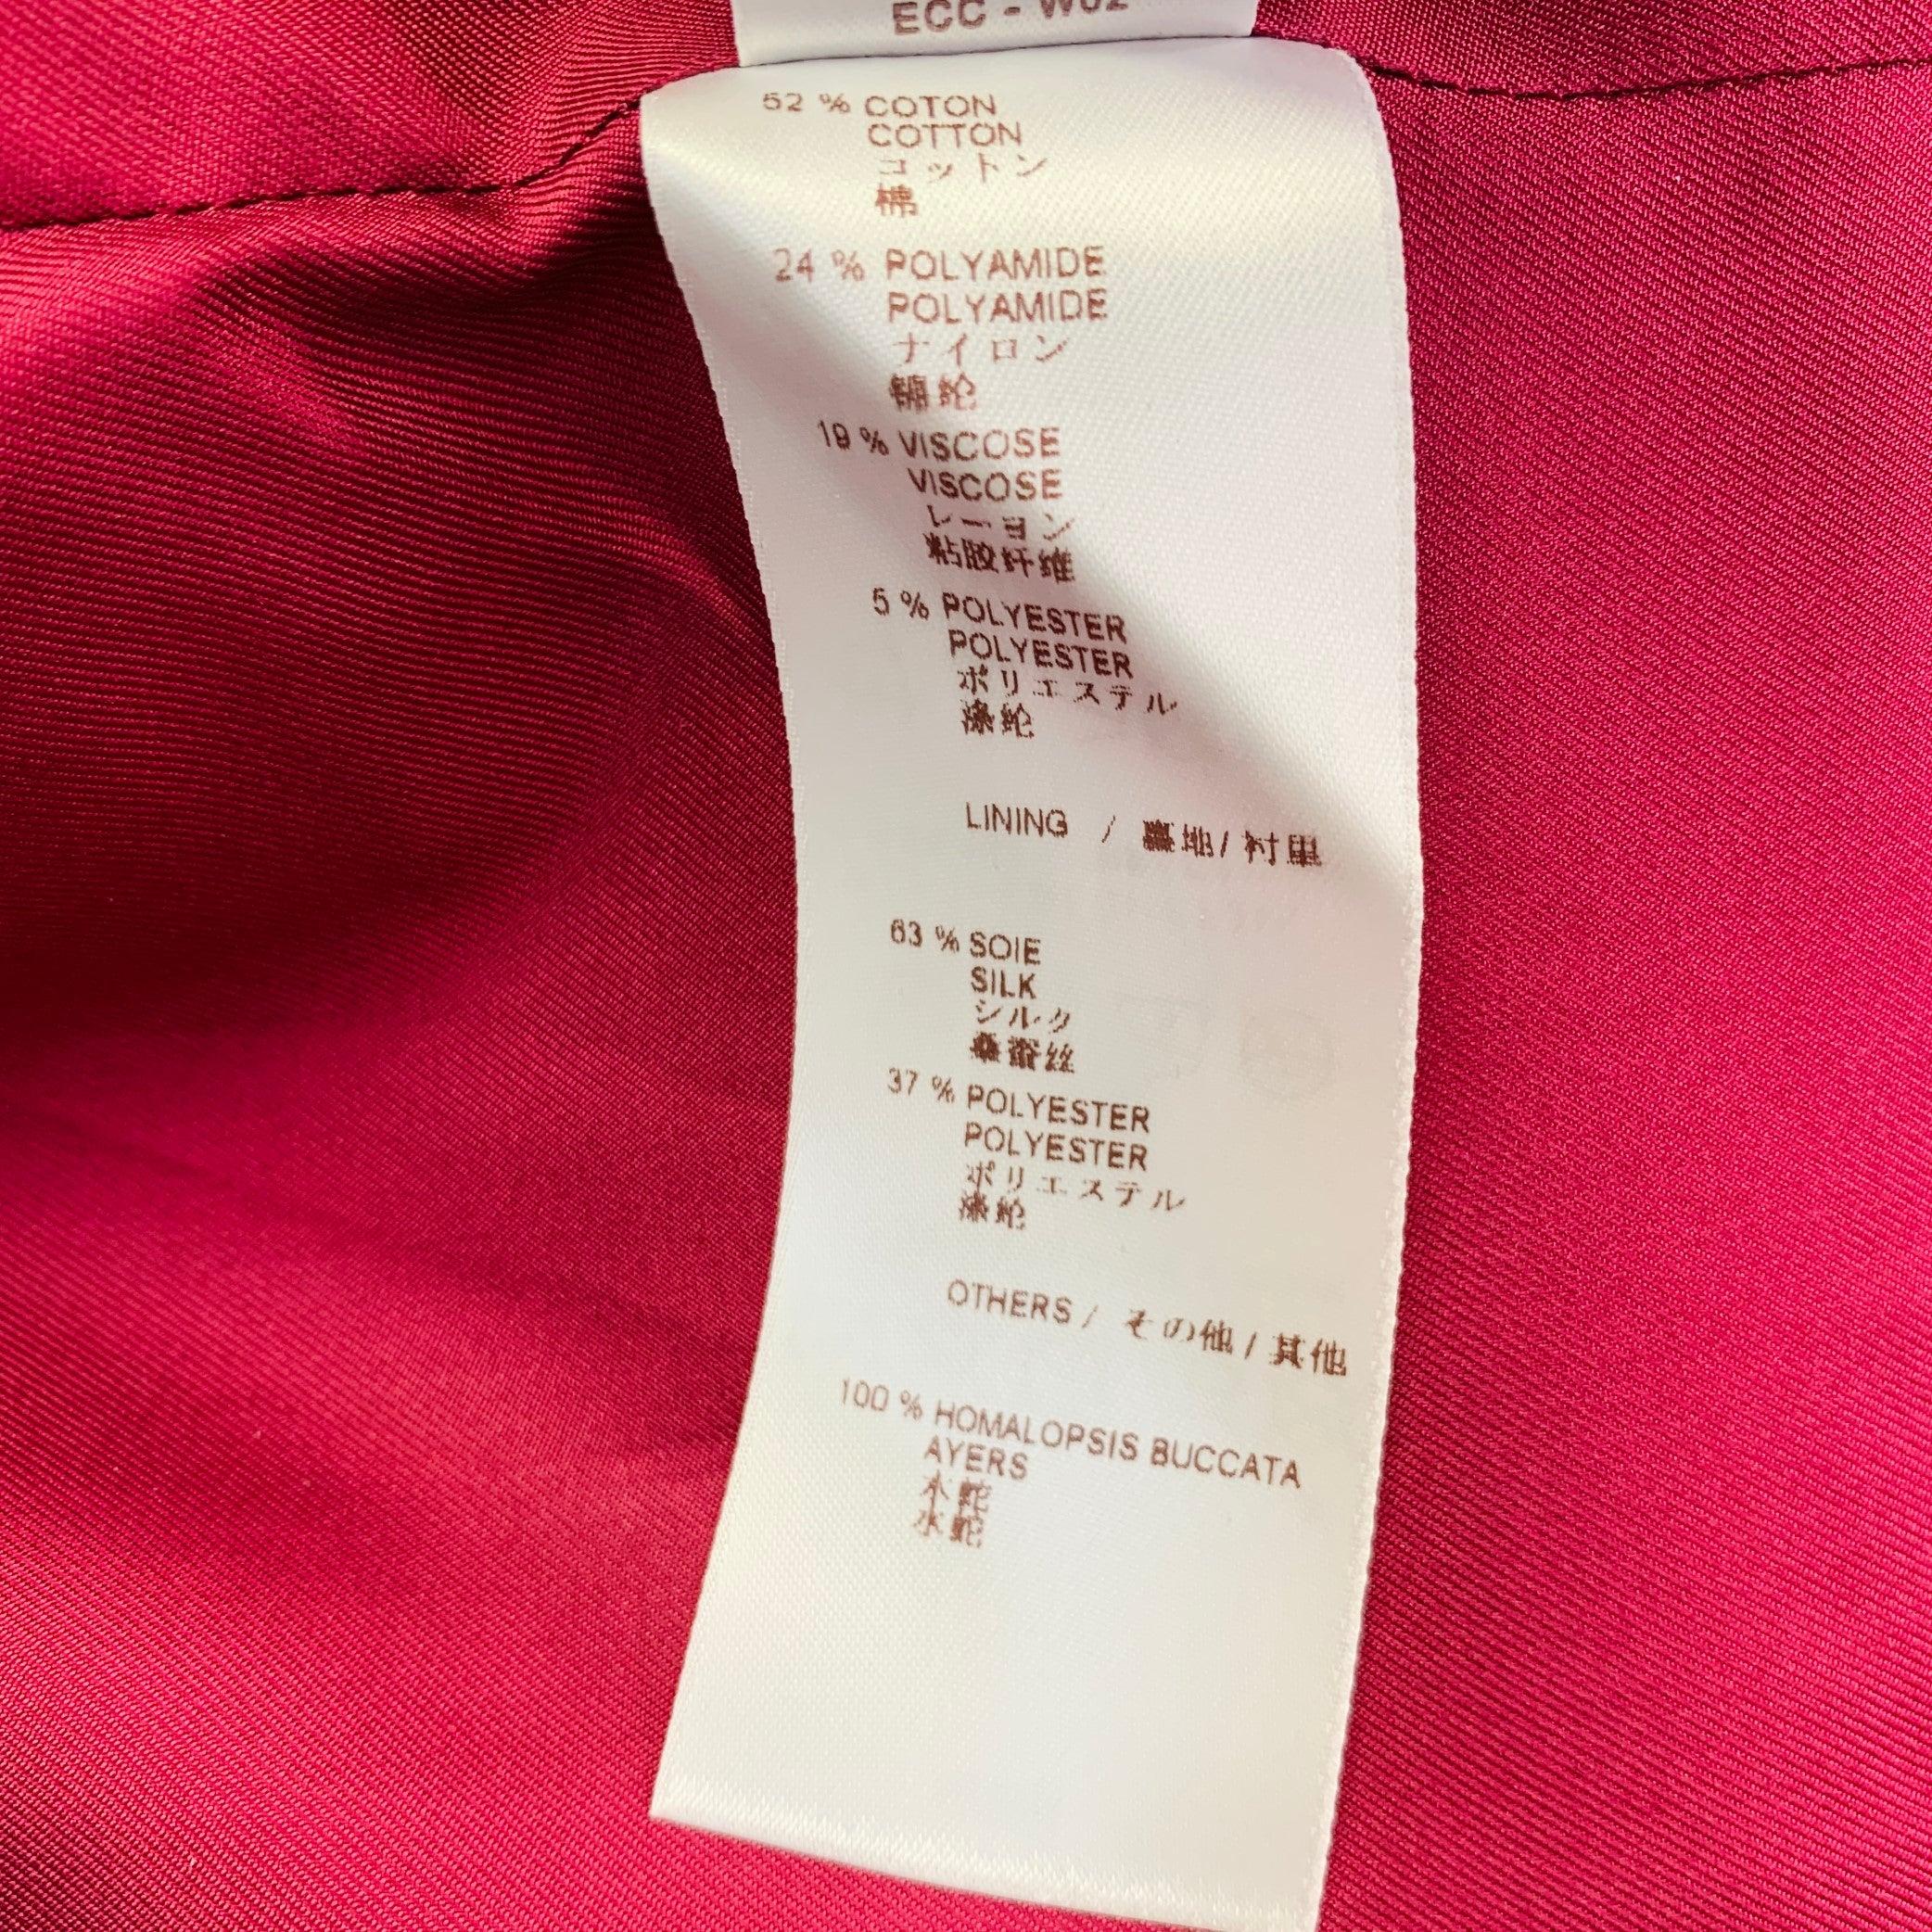 ECC - W02
52 % COTON
COTTON
コットン
棉
24 % POLYAMIDE
POLYAMIDE
ナイロン
锦纶
19 % VISCOSE
VISCOSE
レーヨン
粘胶纤维
5 % POLYESTER
POLYESTER
ポリエステル
涤纶
LINING / 裏地 / 衬里
63 % SOIE
SILK
シルク
桑蚕丝
37 % POLYESTER
POLYESTER
ポリエステル
涤纶
OTHERS / その他 / 其他
100 % HOMALOPSIS BUCCATA
AYERS
水蛇
水蛇